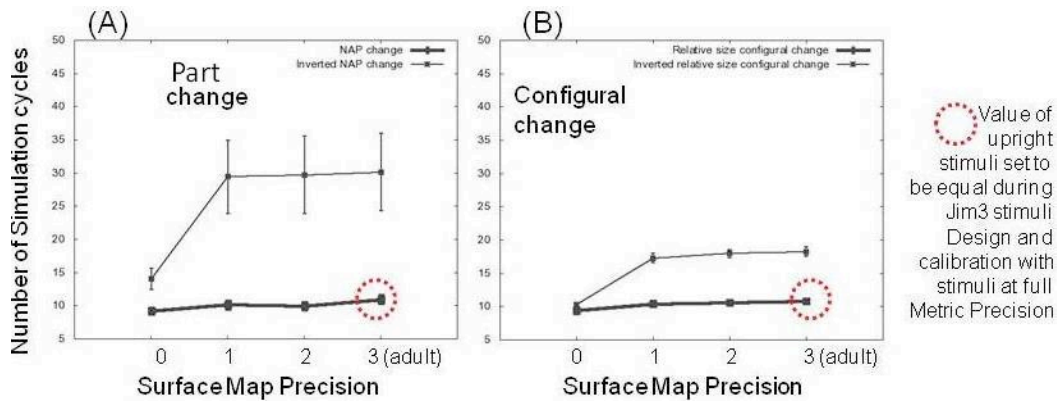 (A)
NAP change
Inverted NAP change
Part
change
50
45
40
35
30
25
20
15
10
5
0
1
2
3 (adult)
Number of Simulation cycles
Surface Map Precision
(B)
Relative size configural change
Inverted relative size configural change
Configural
change
50
45
40
35
30
25
20
15
10
5
0
1
2
3 (adult)
Surface Map Precision
Value of
upright
stimuli set to
be equal during
Jim3 stimuli
Design and
calibration with
stimuli at full
Metric Precision